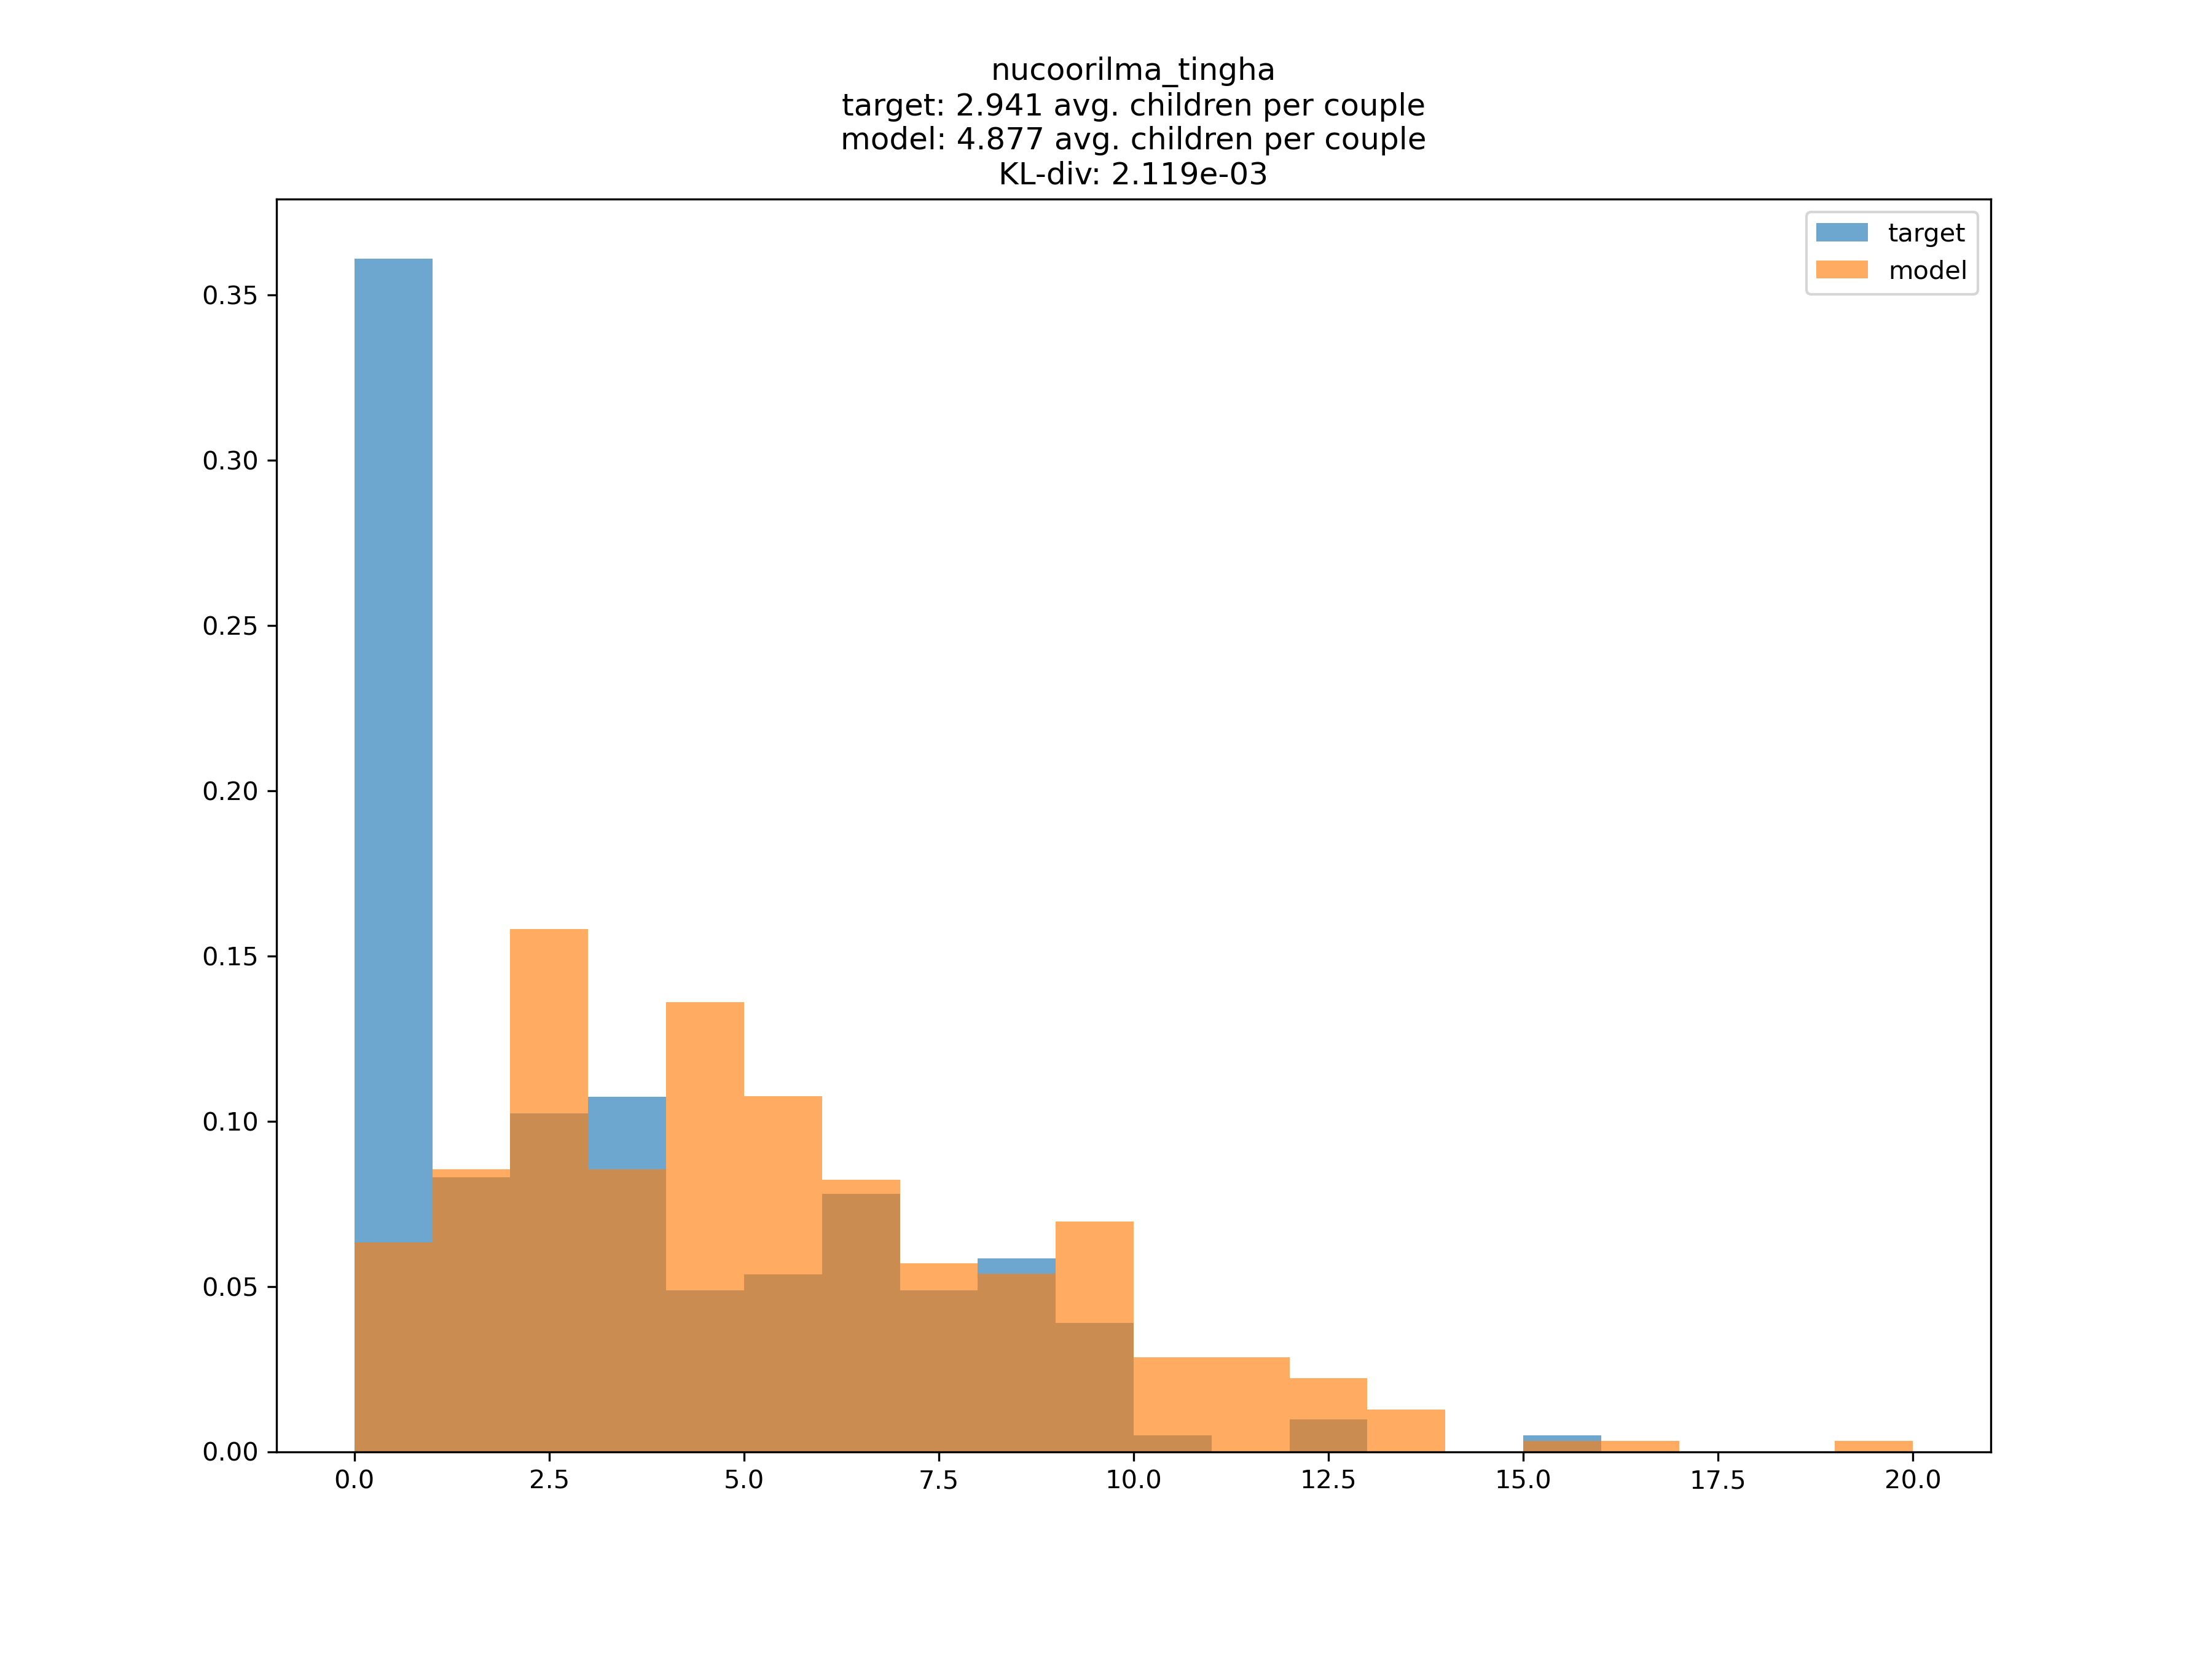 nucoorilma_tingha
target: 2.941 avg. children per couple
model: 4.877 avg. children per couple
KL-div: 2.119e-03
target
model
0.35
0.30
0.25
0.20
0.15
0.10
0.05
0.00
0.0 2.5 5.0 7.5 10.0 12.5 15.0 17.5 20.0